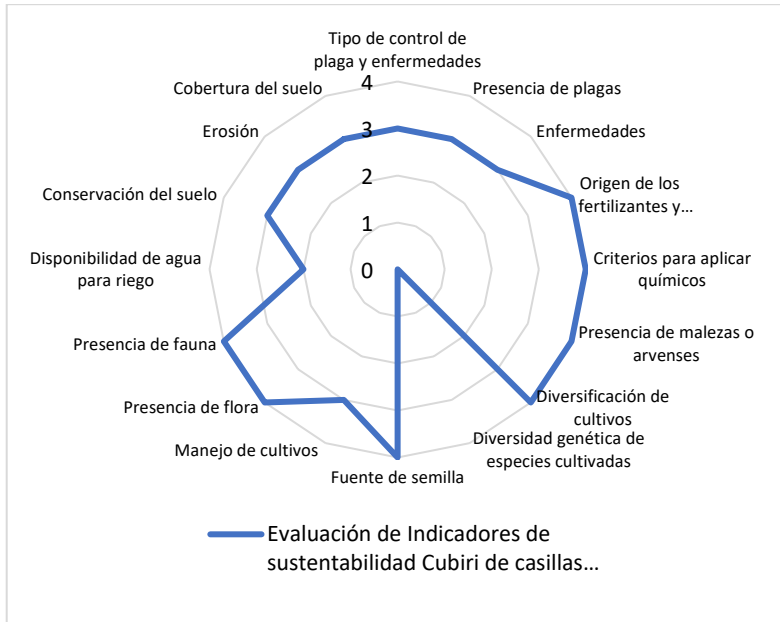 Tipo de control de
plaga y enfermedades
Presencia de plagas
Enfermedades
Origen de los
fertilizantes y...
Criterios para aplicar
químicos
Presencia de malezas o
arvenses
Diversificación de
cultivos
Diversidad genética de
especies cultivadas
Fuente de semilla
Manejo de cultivos
Presencia de flora
Presencia de fauna
Disponibilidad de agua
para riego
Conservación del suelo
Erosión
Cobertura del suelo
4
3
2
1
0
Evaluación de Indicadores de
sustentabilidad Cubiri de casillas...